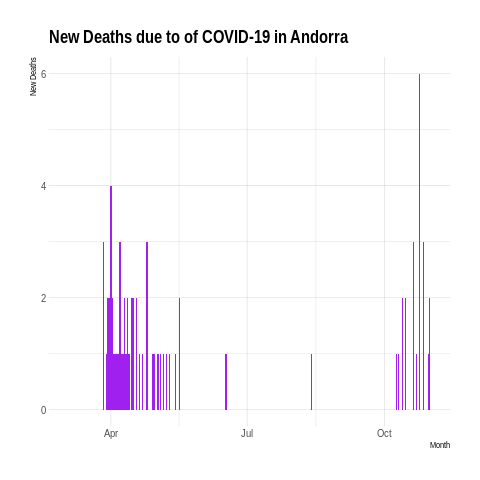 New Deaths due to of COVID-19 in Andorra
New Deaths
6
4
2
0
Apr
Jul
Oct
Month